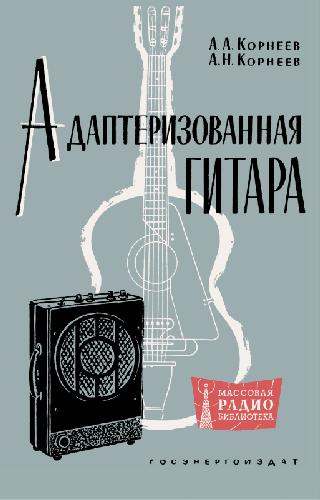 Л. А. Корнеев
А. Н. Корнеев
Адаптеризованная
гитара
МАССОВАЯ
РАДИО
БИБЛИОТЕКА
ГОСЭНЕРГОИЗДАТ